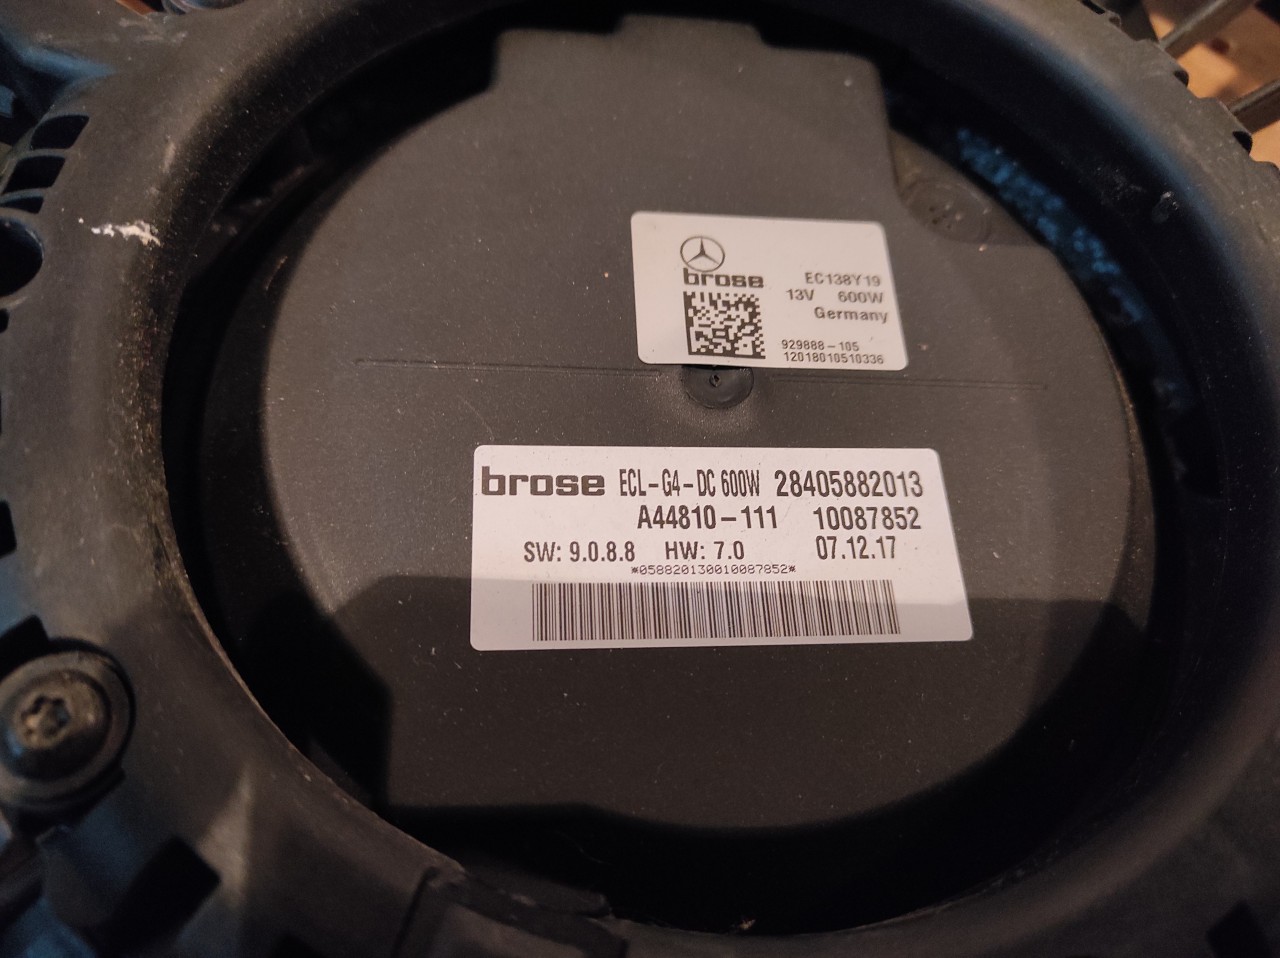 brose
EC138Y19
13V 600W
Germany
929888-105
12018010510336
brose ECL-G4-DC 600W 28405882013
A44810-111 10087852
SW: 9.0.8.8 HW: 7.0 07.12.17
*058820130010087852*